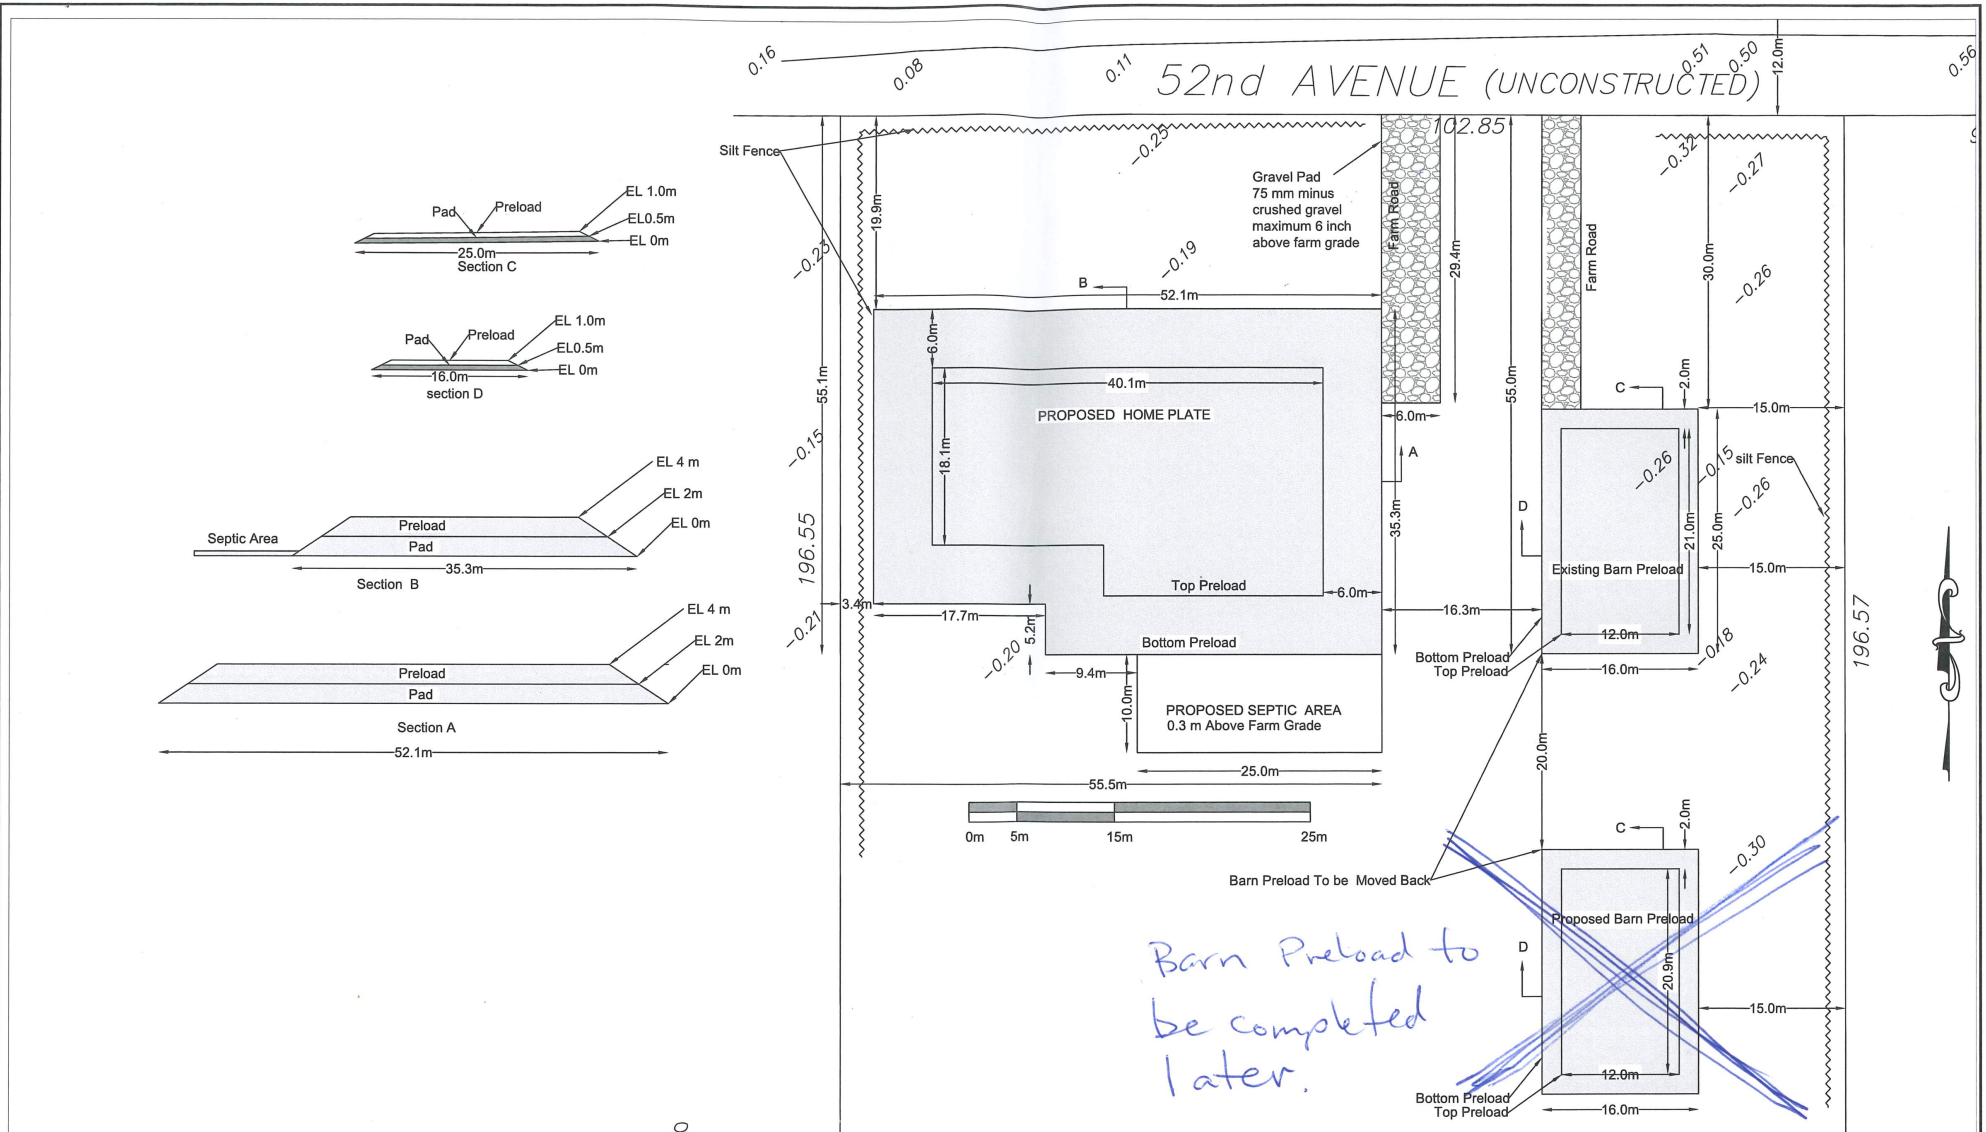 0.16
0.08
0.11
52nd AVENUE (UNCONSTRUCTED)
0.51
0.50
12.0m
0.56
Silt Fence
-0.25
102.85
-0.32
-0.27
Gravel Pad
75 mm minus
crushed gravel
maximum 6 inch
above farm grade
Farm Road
29.4m
55.0m
Farm Road
30.0m
19.9m
-0.23
-0.19
-0.26
EL 1.0m
Pad
Preload
EL0.5m
EL 0m
25.0m
Section C
B
52.1m
EL 1.0m
Pad
Preload
EL0.5m
EL 0m
16.0m
section D
55.1m
6.0m
40.1m
PROPOSED HOME PLATE
18.1m
6.0m
A
35.3m
C
2.0m
15.0m
-0.15
-0.26
-0.15
silt Fence
-0.26
D
21.0m
25.0m
Existing Barn Preload
15.0m
EL 4 m
EL 2m
EL 0m
Preload
Septic Area
Pad
35.3m
Section B
196.55
Top Preload
6.0m
3.4m
17.7m
5.2m
16.3m
-0.21
-0.20
Bottom Preload
12.0m
-0.18
-0.24
196.57
Bottom Preload
Top Preload
16.0m
EL 4 m
EL 2m
EL 0m
Preload
Pad
Section A
52.1m
9.4m
10.0m
PROPOSED SEPTIC AREA
0.3 m Above Farm Grade
25.0m
55.5m
20.0m
0m 5m 15m 25m
C
2.0m
-0.30
Barn Preload To be Moved Back
Proposed Barn Preload
D
20.9m
15.0m
12.0m
Bottom Preload
Top Preload
16.0m
Barn Preload to
be completed
later.